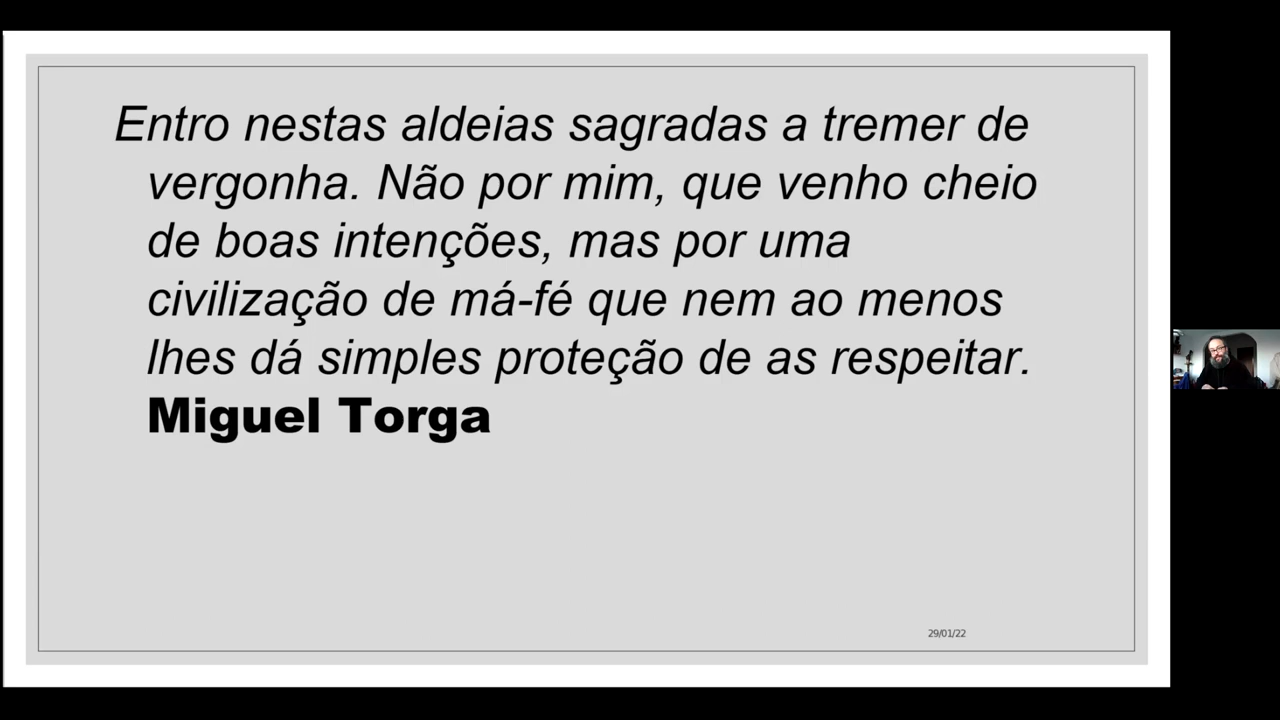 Entro nestas aldeias sagradas a tremer de
vergonha. Não por mim, que venho cheio
de boas intenções, mas por uma
civilização de má-fé que nem ao menos
lhes dá simples proteção de as respeitar.
Miguel Torga
29/01/22